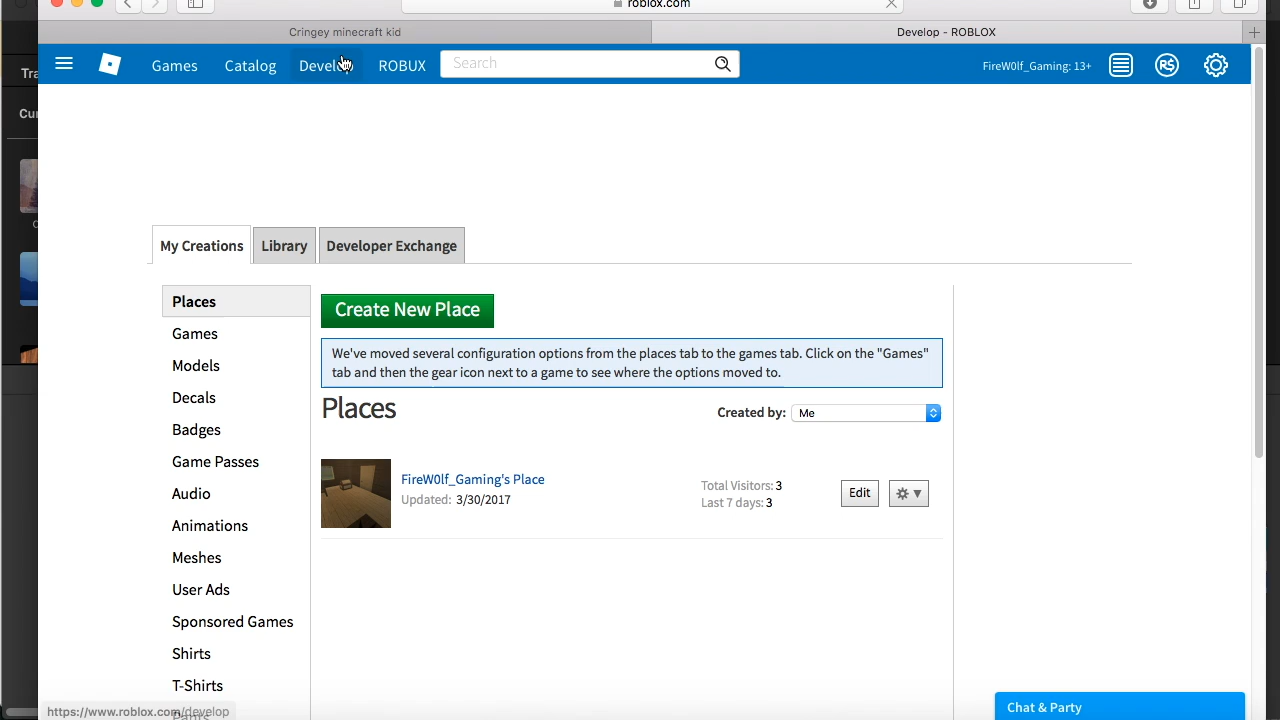 roblox.com
Cringey minecraft kid
Develop - ROBLOX
Games
Catalog
Develop
ROBUX
Search
FireW0lf_Gaming: 13+
R$
My Creations
Library
Developer Exchange
Places
Games
Models
Decals
Badges
Game Passes
Audio
Animations
Meshes
User Ads
Sponsored Games
Shirts
T-Shirts
Create New Place
We've moved several configuration options from the places tab to the games tab. Click on the "Games"
tab and then the gear icon next to a game to see where the options moved to.
Places
Created by: Me
FireW0lf_Gaming's Place
Updated: 3/30/2017
Total Visitors: 3
Last 7 days: 3
Edit
https://www.roblox.com/develop
Chat & Party